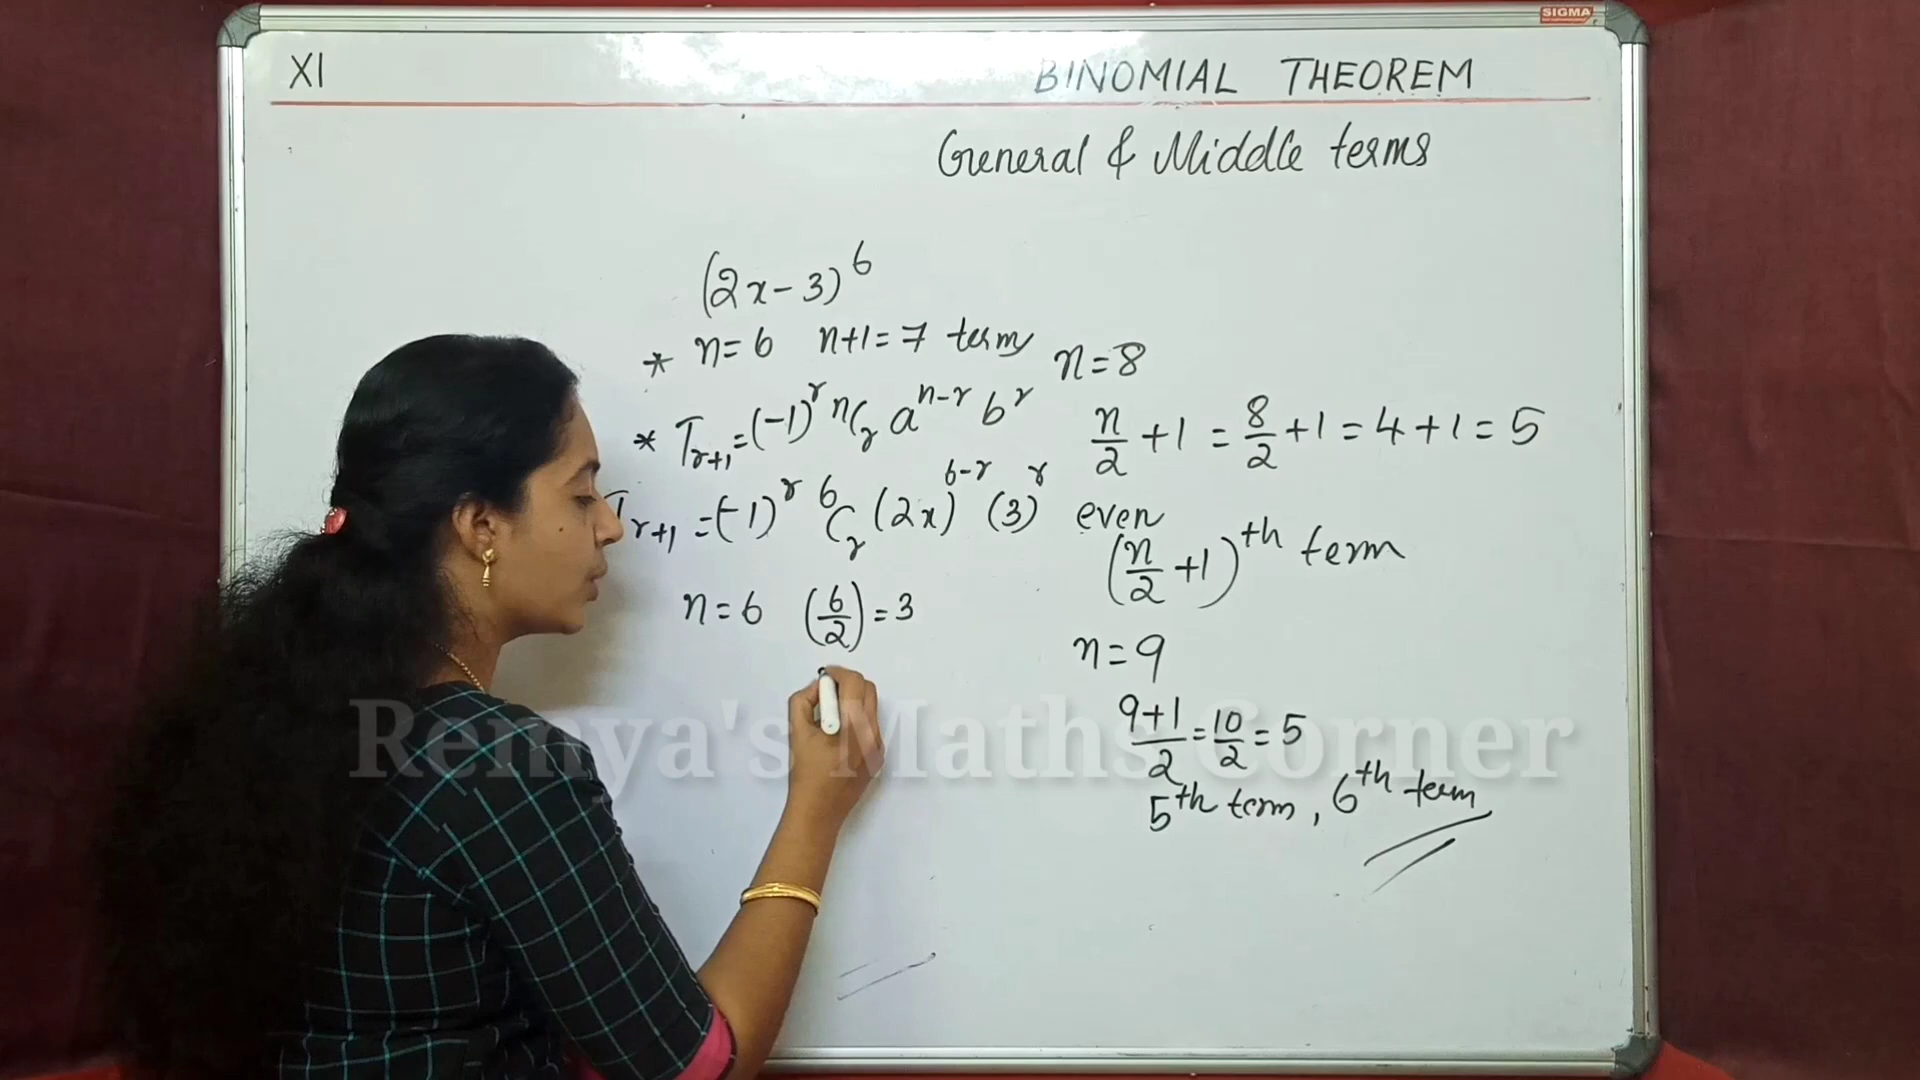 SIGMA
XI BINOMIAL THEOREM
General & Middle terms
(2x-3)^6
* n=6 n+1=7 term
* T_{r+1}=(-1)^r nC_r a^{n-r} b^r
T_{r+1}=(-1)^r 6C_r (2x)^{6-r} (3)^r
n=6 (6/2)=3
n=8
n/2+1=8/2+1=4+1=5
even
(n/2+1)^{th} term
n=9
9+1/2=10/2=5
5^{th} term, 6^{th} term
Remya's Maths Corner